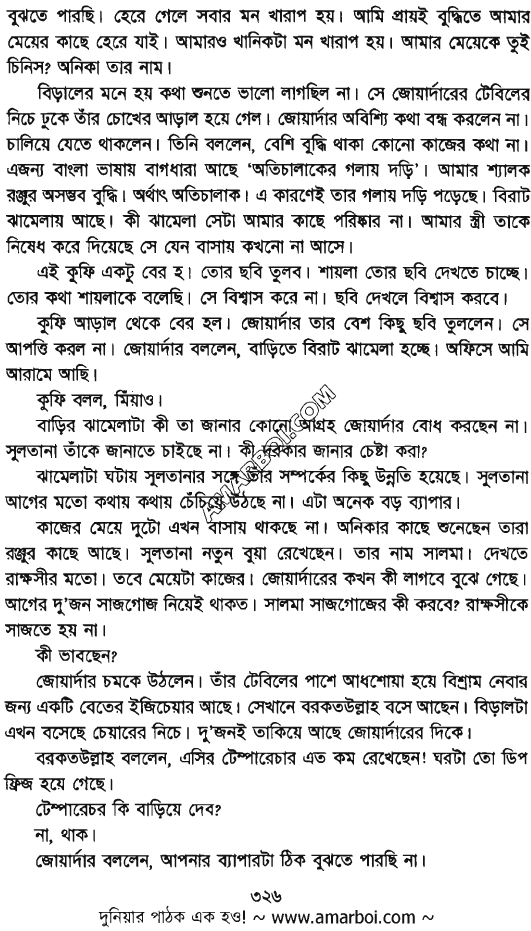 বুঝতে পারছি। হেরে গেলে সবার মন খারাপ হয়। আমি প্রায়ই বুদ্ধিতে আমার
মেয়ের কাছে হেরে যাই। আমারও খানিকটা মন খারাপ হয়। আমার মেয়েকে তুই
চিনিস? অনিকা তার নাম।
বিড়ালের মনে হয় কথা শুনতে ভালো লাগছিল না। সে জোয়ার্দারের টেবিলের
নিচে ঢুকে তাঁর চোখের আড়াল হয়ে গেল। জোয়ার্দার অবিশ্যি কথা বন্ধ করলেন না।
চালিয়ে যেতে থাকলেন। তিনি বললেন, বেশি বুদ্ধি থাকা কোনো কাজের কথা না।
এজন্য বাংলা ভাষায় বাগধারা আছে ‘অতিচালাকের গলায় দড়ি’। আমার শ্যালক
রঞ্জুর অসম্ভব বুদ্ধি। অর্থাৎ অতিচালাক। এ কারণেই তার গলায় দড়ি পড়েছে। বিরাট
ঝামেলায় আছে। কী ঝামেলা সেটা আমার কাছে পরিষ্কার না। আমার স্ত্রী তাকে
নিষেধ করে দিয়েছে সে যেন বাসায় কখনো না আসে।
এই কুফি একটু বের হ। তোর ছবি তুলব। শায়লা তোর ছবি দেখতে চাচ্ছে।
তোর কথা শায়লাকে বলেছি। সে বিশ্বাস করে না। ছবি দেখলে বিশ্বাস করবে।
কুফি আড়াল থেকে বের হল। জোয়ার্দার তার বেশ কিছু ছবি তুললেন। সে
আপত্তি করল না। জোয়ার্দার বললেন, বাড়িতে বিরাট ঝামেলা হচ্ছে। অফিসে আমি
আরামে আছি।
কুফি বলল, মিঁয়াও।
বাড়ির ঝামেলাটা কী তা জানার কোনো আগ্রহ জোয়ার্দার বোধ করছেন না।
সুলতানা তাঁকে জানাতে চাইছে না। কী দরকার জানার চেষ্টা করা?
ঝামেলাটা ঘটায় সুলতানার সঙ্গে তাঁর সম্পর্কের কিছু উন্নতি হয়েছে। সুলতানা
আগের মতো কথায় কথায় চেঁচিয়ে উঠছে না। এটা অনেক বড় ব্যাপার।
কাজের মেয়ে দুটো এখন বাসায় থাকছে না। অনিকার কাছে শুনেছেন তারা
রঞ্জুর কাছে আছে। সুলতানা নতুন বুয়া রেখেছেন। তার নাম সালমা। দেখতে
রাক্ষসীর মতো। তবে মেয়েটা কাজের। জোয়ার্দারের কখন কী লাগবে বুঝে গেছে।
আগের দু’জন সাজগোজ নিয়েই থাকত। সালমা সাজগোজের কী করবে? রাক্ষসীকে
সাজতে হয় না।
কী ভাবছেন?
জোয়ার্দার চমকে উঠলেন। তাঁর টেবিলের পাশে আধশোয়া হয়ে বিশ্রাম নেবার
জন্য একটি বেতের ইজিচেয়ার আছে। সেখানে বরকতউল্লাহ বসে আছেন। বিড়ালটা
এখন বসেছে চেয়ারের নিচে। দু’জনই তাকিয়ে আছে জোয়ার্দারের দিকে।
বরকতউল্লাহ বললেন, এসির টেম্পারেচার এত কম রেখেছেন! ঘরটা তো ডিপ
ফ্রিজ হয়ে গেছে।
টেম্পারেচর কি বাড়িয়ে দেব?
না, থাক।
জোয়ার্দার বললেন, আপনার ব্যাপারটা ঠিক বুঝতে পারছি না।
AMARBOI.COM
৩২৬
দুনিয়ার পাঠক এক হও! ~ www.amarboi.com ~